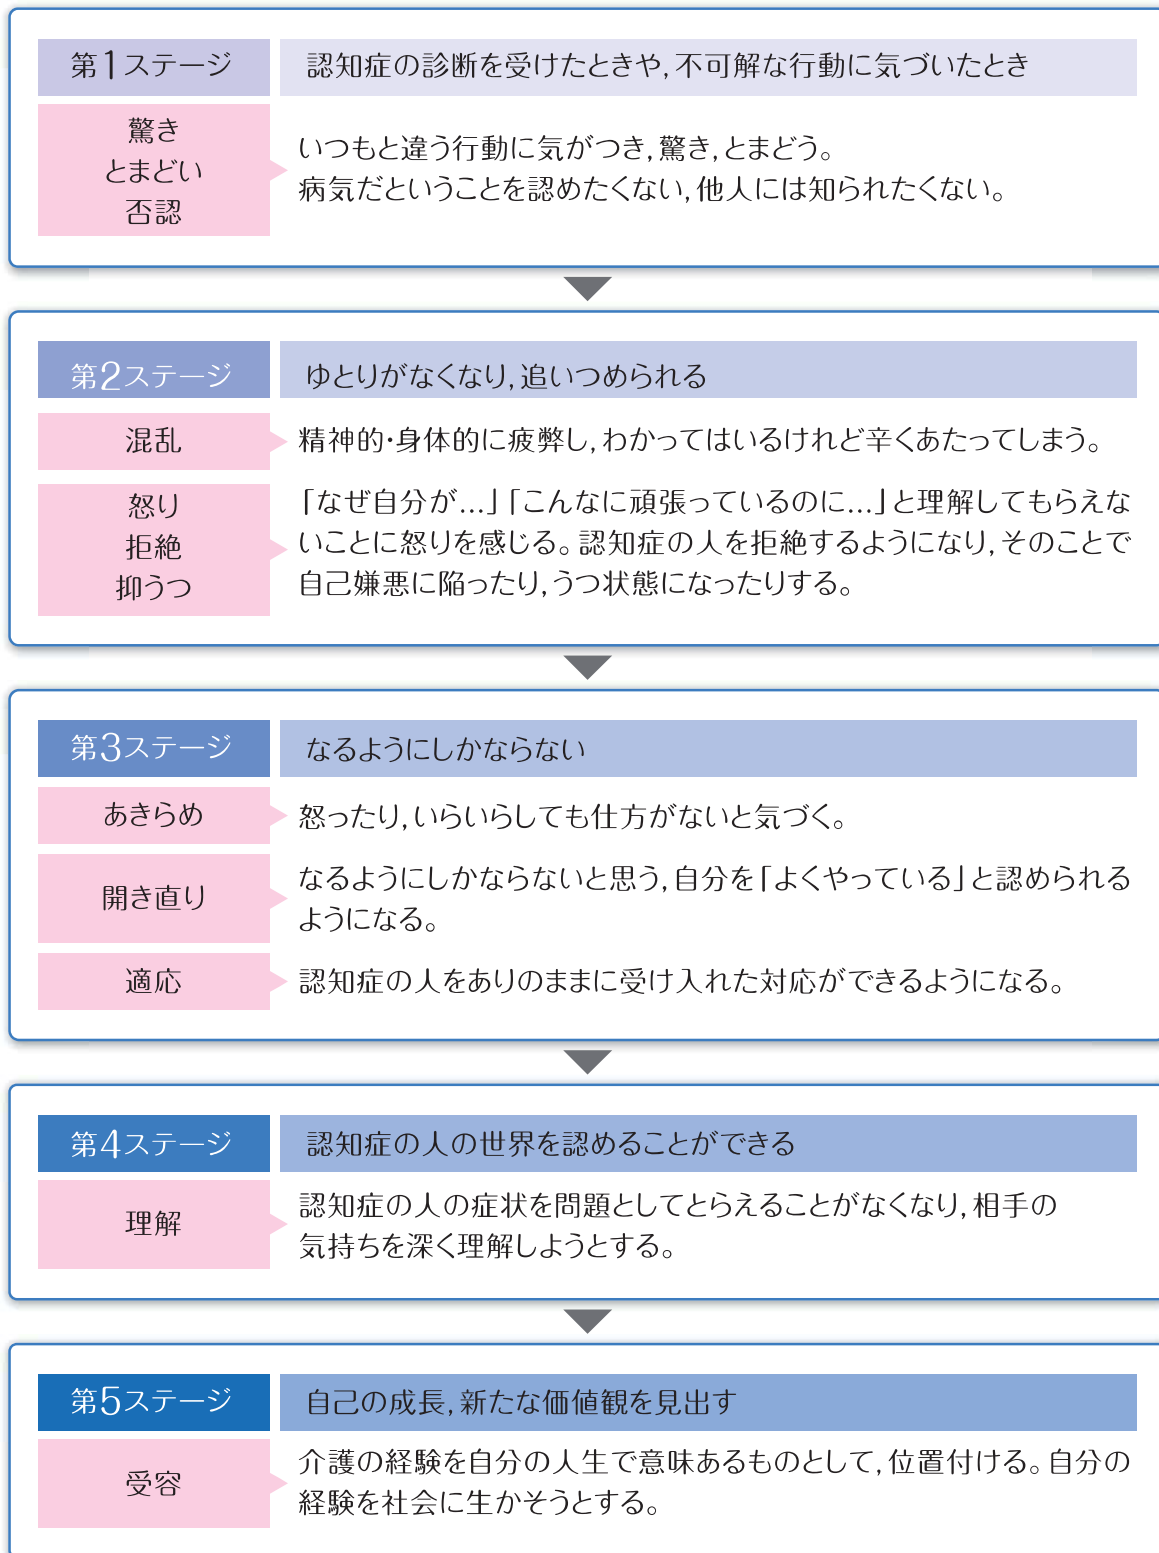 第1ステージ
認知症の診断を受けたときや,不可解な行動に気づいたとき
驚き
とまどい
否認
いつもと違う行動に気がつき,驚き,とまどう。
病気だということを認めたくない,他人には知られたくない。
第2ステージ
ゆとりがなくなり,追いつめられる
混乱
精神的・身体的に疲弊し,わかってはいるけれど辛くあたってしまう。
怒り
拒絶
抑うつ
「なぜ自分が…」「こんなに頑張っているのに…」と理解してもらえな
いことに怒りを感じる。認知症の人を拒絶するようになり,そのことで
自己嫌悪に陥ったり,うつ状態になったりする。
第3ステージ
なるようにしかならない
あきらめ
怒ったり,いらいらしても仕方がないと気づく。
開き直り
なるようにしかならないと思う,自分を「よくやっている」と認められる
ようになる。
適応
認知症の人をありのままに受け入れた対応ができるようになる。
第4ステージ
認知症の人の世界を認めることができる
理解
認知症の人の症状を問題としてとらえることがなくなり,相手の
気持ちを深く理解しようとする。
第5ステージ
自己の成長,新たな価値観を見出す
受容
介護の経験を自分の人生で意味あるものとして,位置付ける。自分の
経験を社会に生かそうとする。